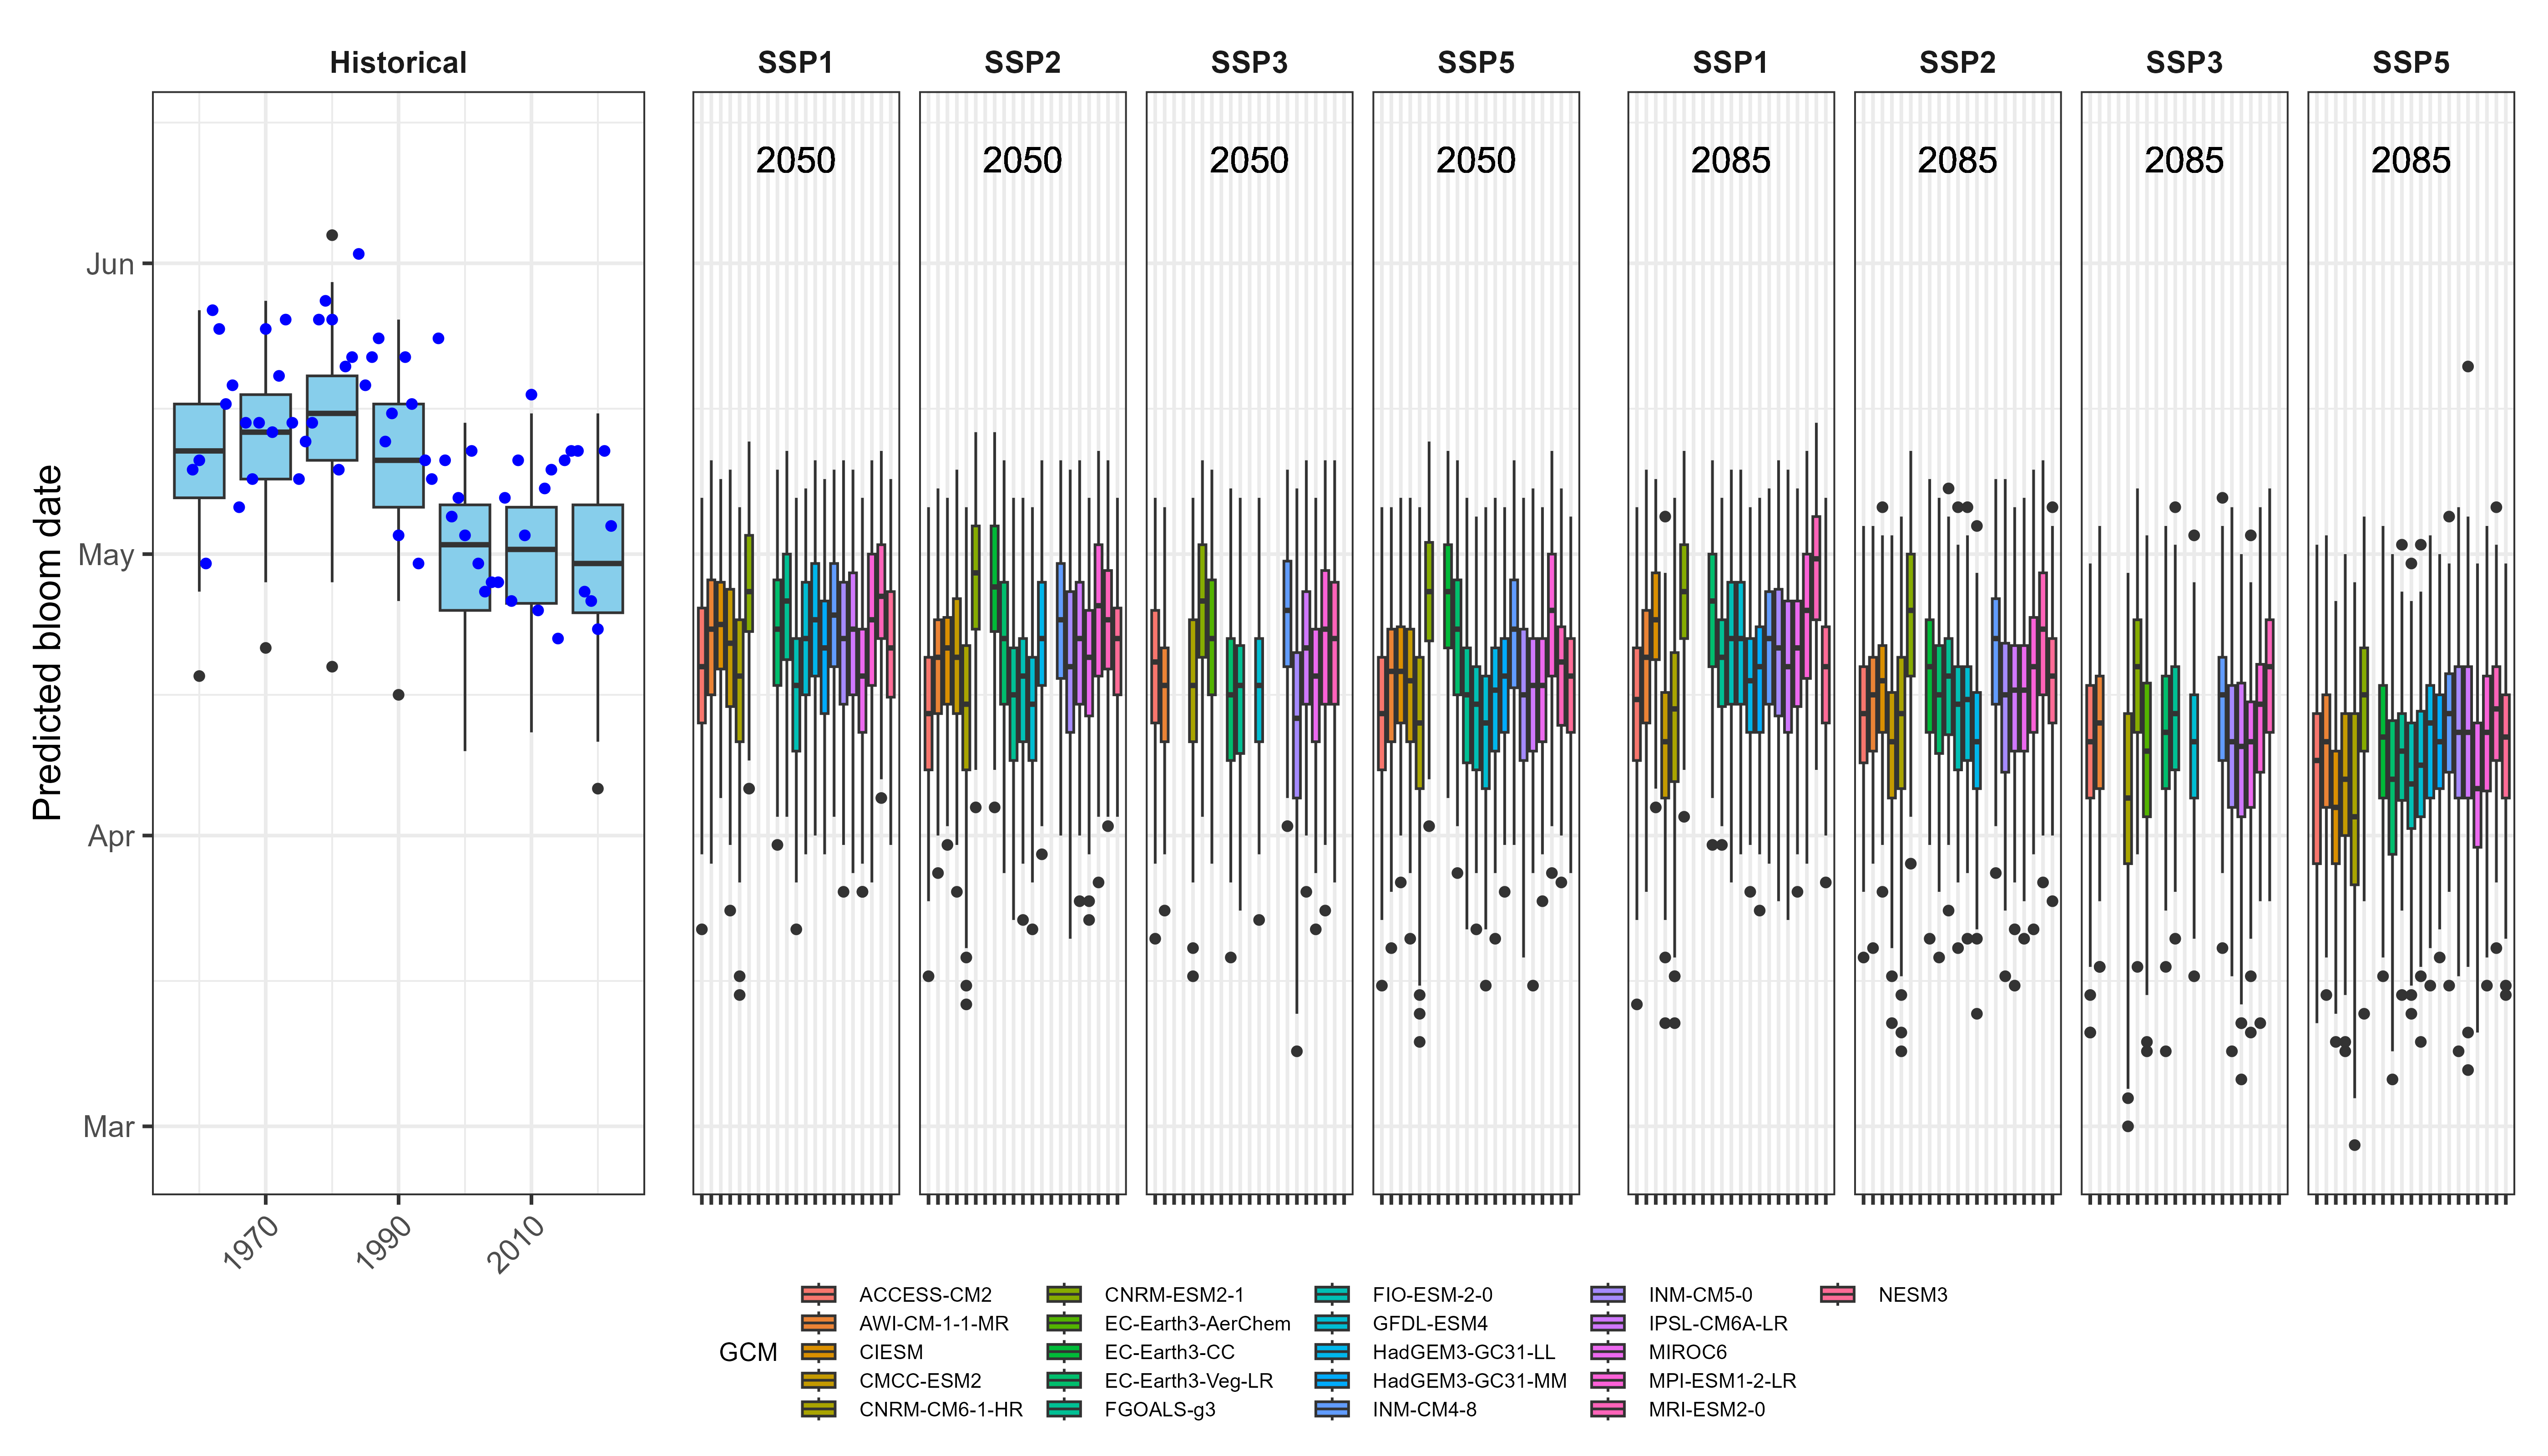 Historical SSP1 SSP2 SSP3 SSP5 SSP1 SSP2 SSP3 SSP5
2050 2050 2050 2050 2085 2085 2085 2085
Predicted bloom date
Jun
May
Apr
Mar
1970 1990 2010
GCM
ACCESS-CM2
AWI-CM-1-1-MR
CIESM
CMCC-ESM2
CNRM-CM6-1-HR
CNRM-ESM2-1
EC-Earth3-AerChem
EC-Earth3-CC
EC-Earth3-Veg-LR
FGOALS-g3
FIO-ESM-2-0
GFDL-ESM4
HadGEM3-GC31-LL
HadGEM3-GC31-MM
INM-CM4-8
INM-CM5-0
IPSL-CM6A-LR
MIROC6
MPI-ESM1-2-LR
MRI-ESM2-0
NESM3